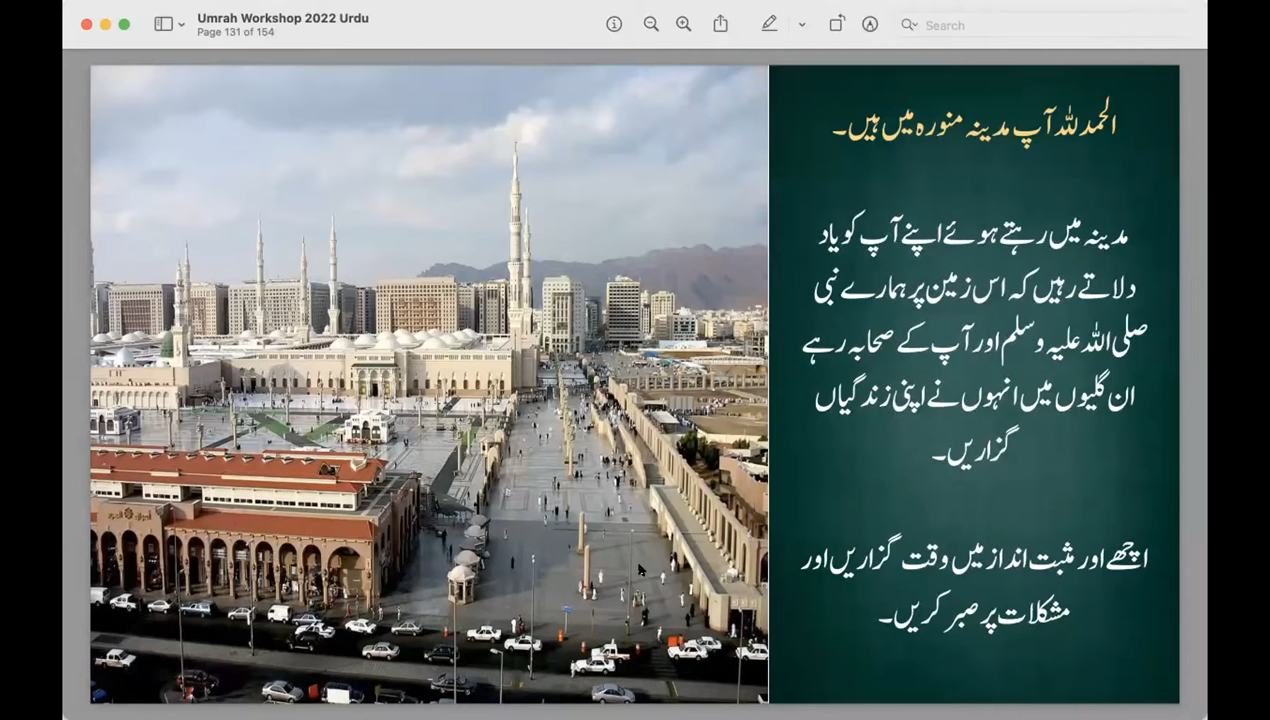 Umrah Workshop 2022 Urdu
Page 131 of 154
Search
الحمدللہ آپ مدینہ منورہ میں ہیں۔
مدینہ میں رہتے ہوئے اپنے آپ کو یاد
دلاتے رہیں کہ اس زمین پر ہمارے نبی
صلی اللہ علیہ وسلم اور آپ کے صحابہ رہے
ان گلیوں میں انہوں نے اپنی زندگیاں
گزاریں۔
اچھے اور مثبت انداز میں وقت گزاریں اور
مشکلات پر صبر کریں۔